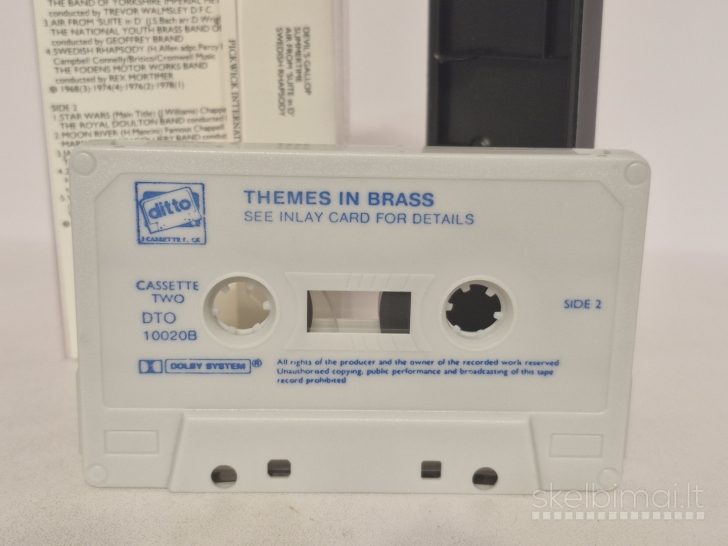 THE BAND OF YORKSHIRE IMPERIAL
conducted by TREVOR WALMSLEY D.F.C.
3. AIR FROM 'SUITE in D' (J.S.Bach arr: D.Wrig
THE NATIONAL YOUTH BRASS BAND OF
conducted by GEOFFREY BRAND
4. SWEDISH RHAPSODY (H.Alfen adpt. Percy
Campbell Connelly/Britico/Cromwell Music
THE FODENS MOTOR WORKS BAND
conducted by REX MORTIMER
℗ 1968(3) 1974(4) 1976(2) 1978(1)
SIDE 2
1. STAR WARS (Main Title) (J Williams) Chappe
THE ROYAL DOULTON BAND conducted
2. MOON RIVER (H.Mancini) Famous Chappell
PICKWICK INTERNAT
DEVIL'S GALLOP
SUMMERTIME
AIR FROM 'SUITE in D'
SWEDISH RHAPSODY
ditto
THEMES IN BRASS
SEE INLAY CARD FOR DETAILS
CASSETTE
TWO
DTO
10020B
SIDE 2
DOLBY SYSTEM ®
All rights of the producer and the owner of the recorded work reserved
Unauthorised copying, public performance and broadcasting of this tape
record prohibited
skelbimai.lt